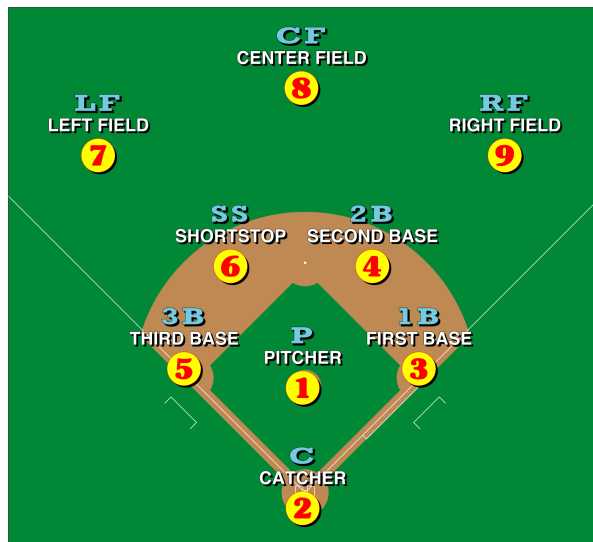 CF
CENTER FIELD
8
LF
LEFT FIELD
7
RF
RIGHT FIELD
9
SS
SHORTSTOP
6
2B
SECOND BASE
4
3B
THIRD BASE
5
P
PITCHER
1
1B
FIRST BASE
3
C
CATCHER
2